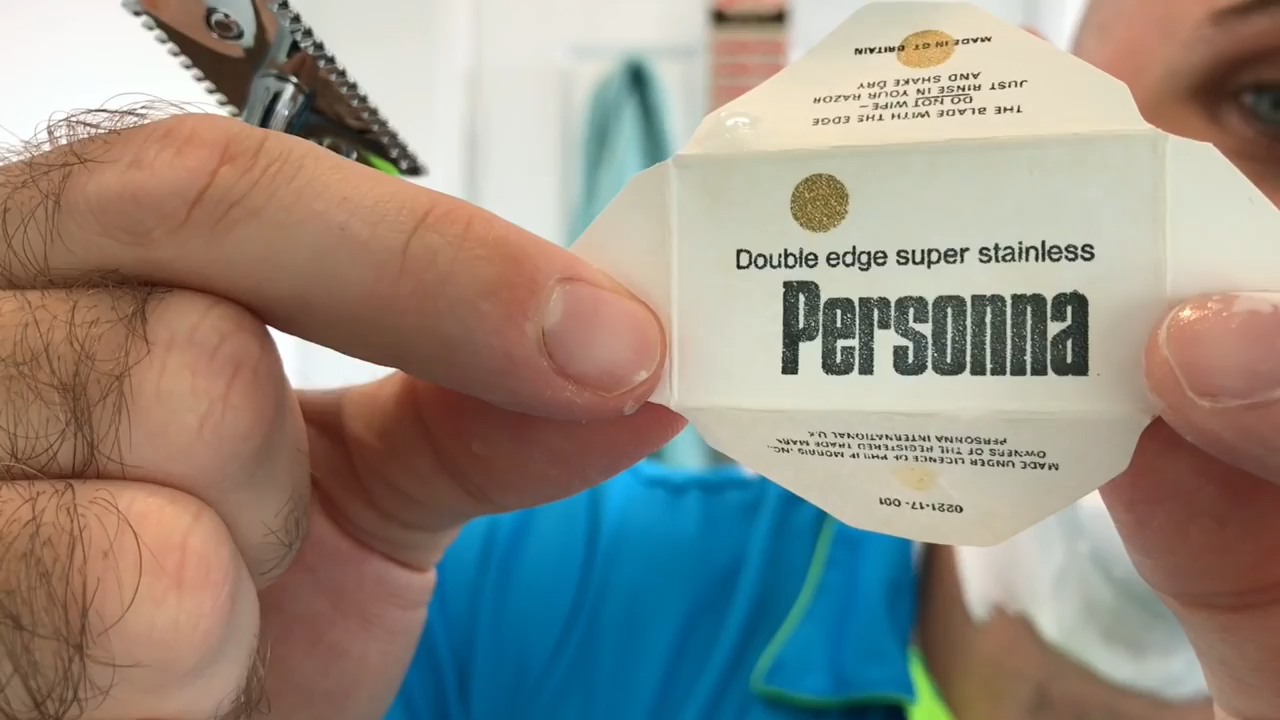 MADE IN GT BRITAIN
AND SHAKE DRY
JUST RINSE IN YOUR RAZOR
DO NOT WIPE –
THE BLADE WITH THE EDGE
Double edge super stainless
Personna
PERSONNA INTERNATIONAL U.K.
OWNERS OF THE REGISTERED TRADE MARK
MADE UNDER LICENCE OF PHILIP MORRIS INC.,
0221-17-001